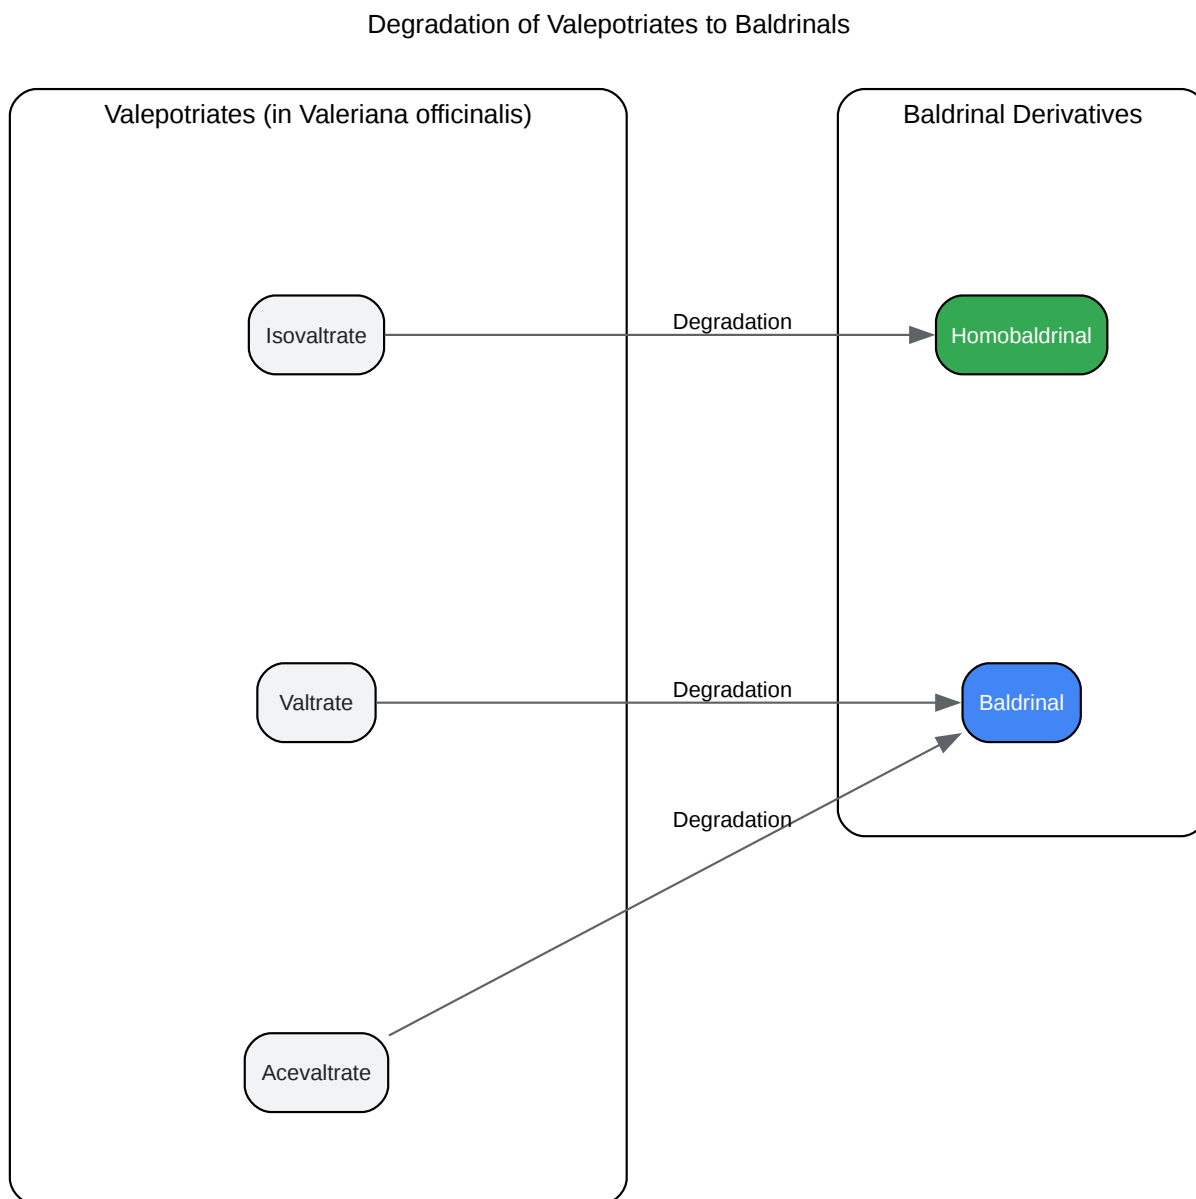 Degradation of Valepotriates to Baldrinals
Valepotriates (in Valeriana officinalis)
Baldrinal Derivatives
Isovaltrate
Degradation
Homobaldrinal
Valtrate
Degradation
Baldrinal
Degradation
Acevaltrate